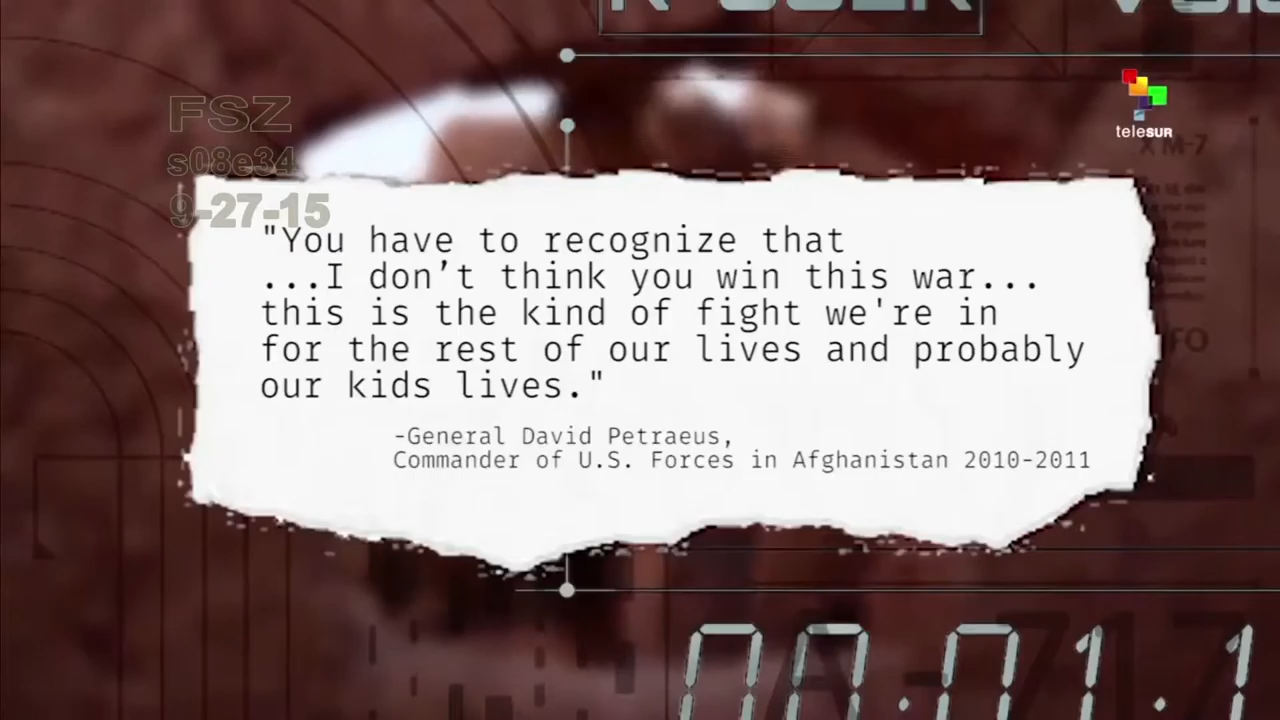 FSZ
s08e34
9-27-15
teleSUR
X M-7
"You have to recognize that
...I don’t think you win this war...
this is the kind of fight we're in
for the rest of our lives and probably
our kids lives."
-General David Petraeus,
Commander of U.S. Forces in Afghanistan 2010-2011